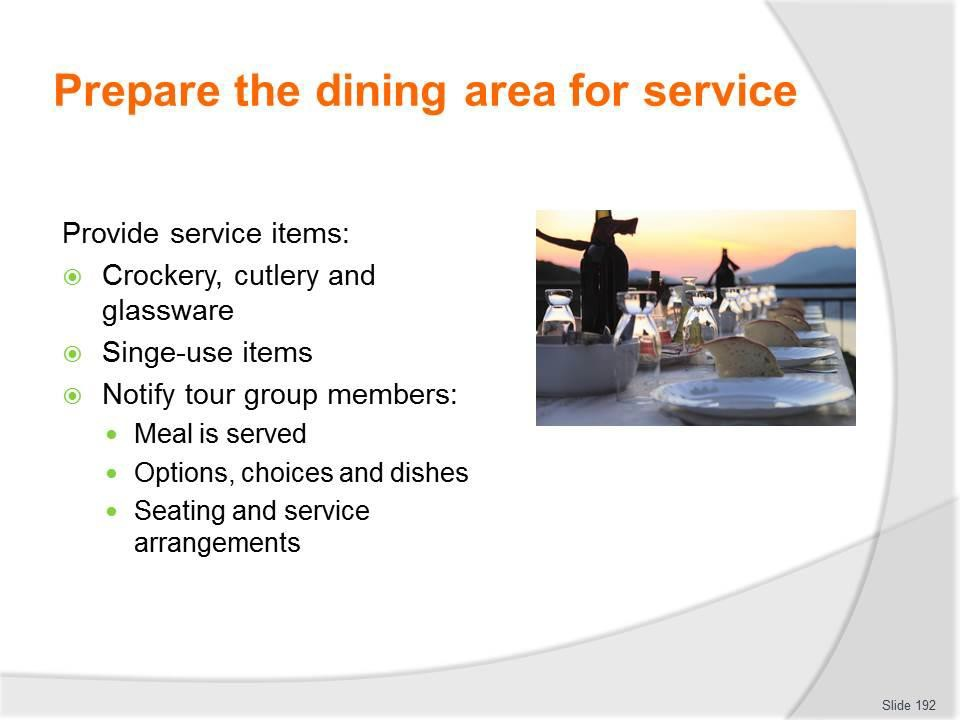 Prepare the dining area for service
Provide service items:
Crockery, cutlery and
glassware
Singe-use items
Notify tour group members:
Meal is served
Options, choices and dishes
Seating and service
arrangements
Slide 192